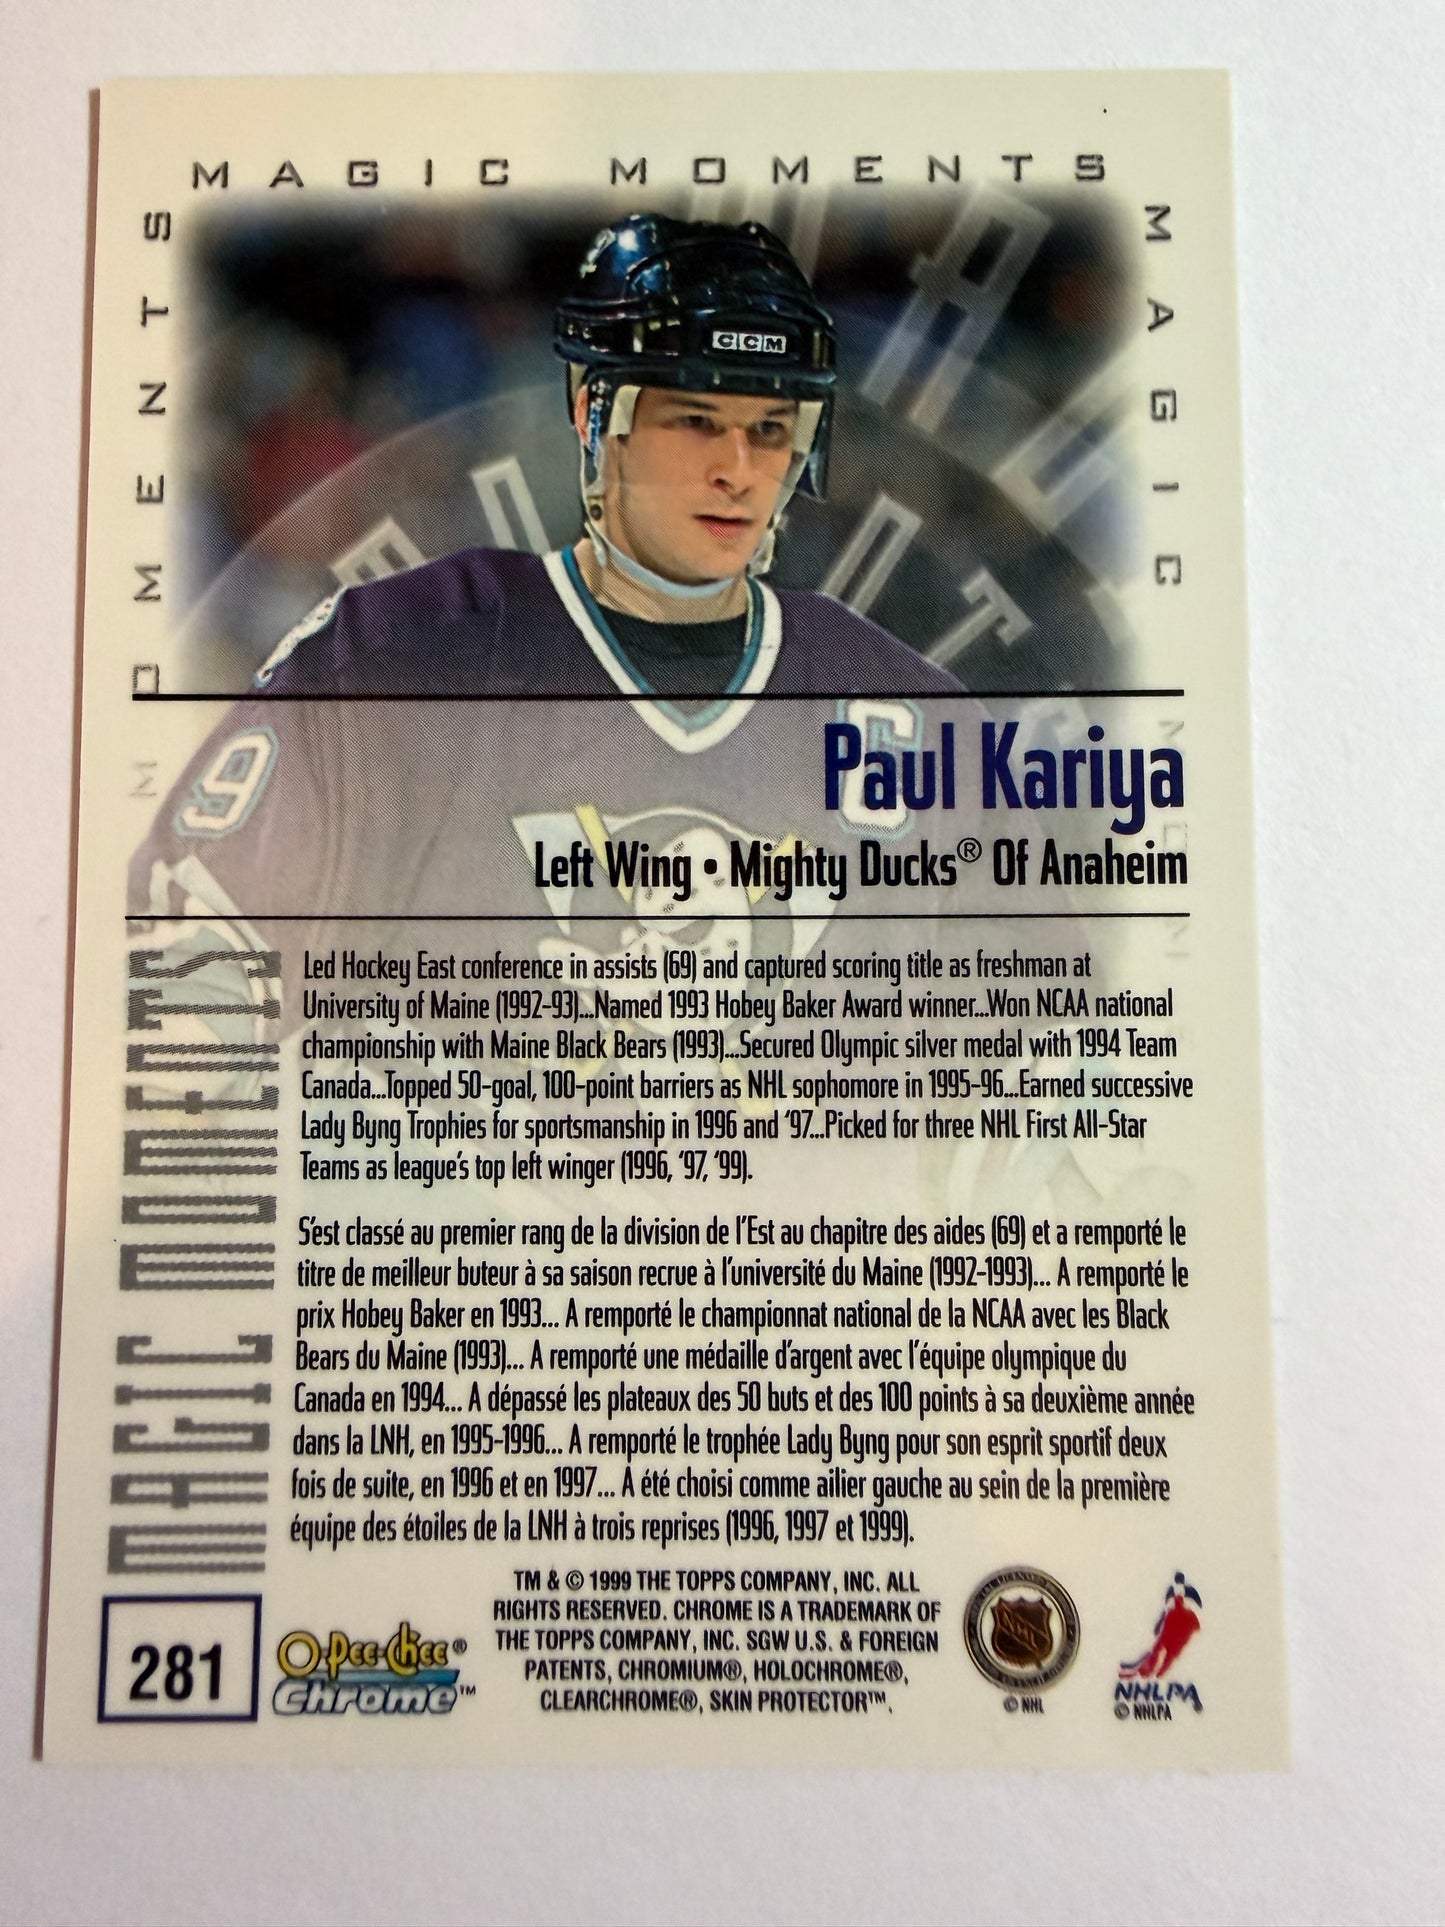 MAGIC MOMENTS
MAGIC
MOMENTS
CCM
9
C
Paul Kariya
Left Wing • Mighty Ducks® Of Anaheim
MAGIC MOMENTS
Led Hockey East conference in assists (69) and captured scoring title as freshman at
University of Maine (1992-93)...Named 1993 Hobey Baker Award winner...Won NCAA national
championship with Maine Black Bears (1993)...Secured Olympic silver medal with 1994 Team
Canada...Topped 50-goal, 100-point barriers as NHL sophomore in 1995-96...Earned successive
Lady Byng Trophies for sportsmanship in 1996 and '97...Picked for three NHL First All-Star
Teams as league's top left winger (1996, '97, '99).
S'est classé au premier rang de la division de l'Est au chapitre des aides (69) et a remporté le
titre de meilleur buteur à sa saison recrue à l'université du Maine (1992-1993)... A remporté le
prix Hobey Baker en 1993... A remporté le championnat national de la NCAA avec les Black
Bears du Maine (1993)... A remporté une médaille d'argent avec l'équipe olympique du
Canada en 1994... A dépassé les plateaux des 50 buts et des 100 points à sa deuxième année
dans la LNH, en 1995-1996... A remporté le trophée Lady Byng pour son esprit sportif deux
fois de suite, en 1996 et en 1997... A été choisi comme ailier gauche au sein de la première
équipe des étoiles de la LNH à trois reprises (1996, 1997 et 1999).
281
O-Pee-Chee®
Chrome™
TM & © 1999 THE TOPPS COMPANY, INC. ALL
RIGHTS RESERVED. CHROME IS A TRADEMARK OF
THE TOPPS COMPANY, INC. SGW U.S. & FOREIGN
PATENTS, CHROMIUM®, HOLOCHROME®,
CLEARCHROME®, SKIN PROTECTOR™.
NHL
© NHL
NHLPA
© NHLPA